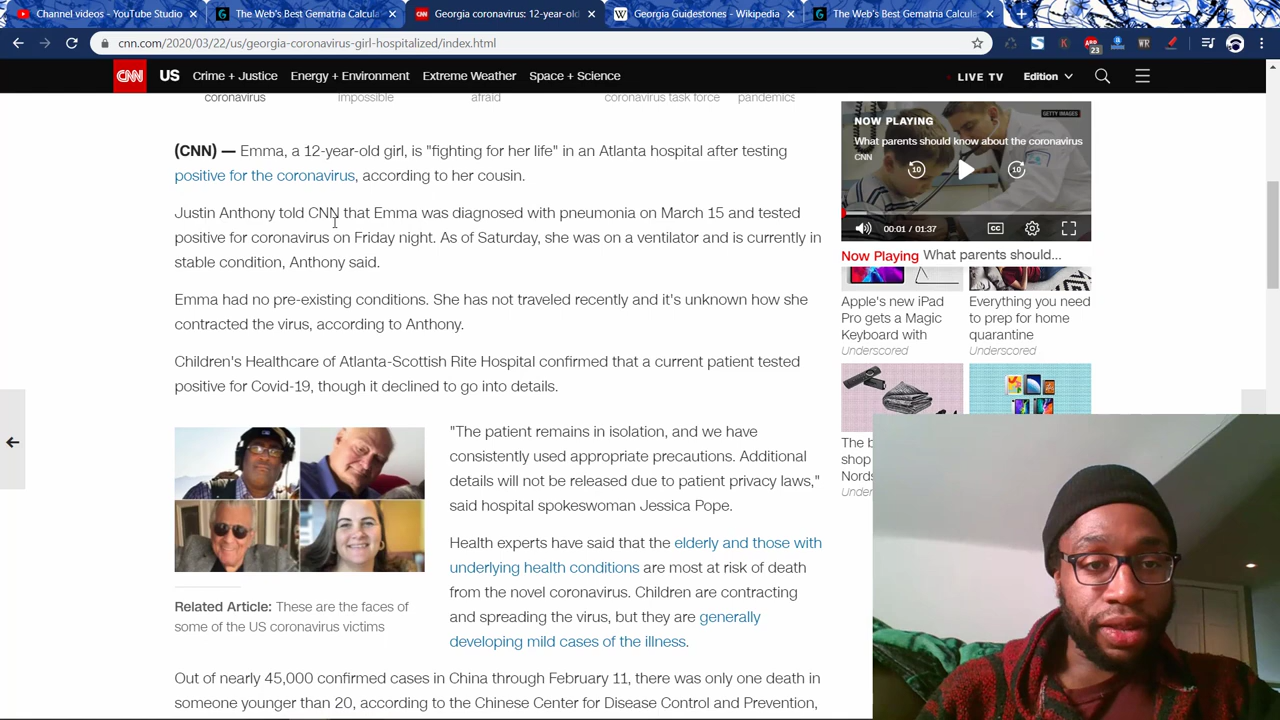 Channel videos - YouTube Studio
The Web's Best Gematria Calcula
Georgia coronavirus: 12-year-old
Georgia Guidestones - Wikipedia
The Web's Best Gematria Calcula
cnn.com/2020/03/22/us/georgia-coronavirus-girl-hospitalized/index.html
23
WR
CNN US Crime + Justice Energy + Environment Extreme Weather Space + Science LIVE TV Edition
coronavirus impossible afraid coronavirus task force pandemics
(CNN) — Emma, a 12-year-old girl, is "fighting for her life" in an Atlanta hospital after testing
positive for the coronavirus, according to her cousin.
Justin Anthony told CNN that Emma was diagnosed with pneumonia on March 15 and tested
positive for coronavirus on Friday night. As of Saturday, she was on a ventilator and is currently in
stable condition, Anthony said.
Emma had no pre-existing conditions. She has not traveled recently and it's unknown how she
contracted the virus, according to Anthony.
Children's Healthcare of Atlanta-Scottish Rite Hospital confirmed that a current patient tested
positive for Covid-19, though it declined to go into details.
"The patient remains in isolation, and we have
consistently used appropriate precautions. Additional
details will not be released due to patient privacy laws,"
said hospital spokeswoman Jessica Pope.
Health experts have said that the elderly and those with
underlying health conditions are most at risk of death
from the novel coronavirus. Children are contracting
and spreading the virus, but they are generally
developing mild cases of the illness.
Related Article: These are the faces of
some of the US coronavirus victims
Out of nearly 45,000 confirmed cases in China through February 11, there was only one death in
someone younger than 20, according to the Chinese Center for Disease Control and Prevention,
GETTY IMAGES
NOW PLAYING
What parents should know about the coronavirus
CNN
10 10
00:01 / 01:37
CC
Now Playing What parents should...
Apple's new iPad
Pro gets a Magic
Keyboard with
Underscored
Everything you need
to prep for home
quarantine
Underscored
The b
shop
Nords
Under